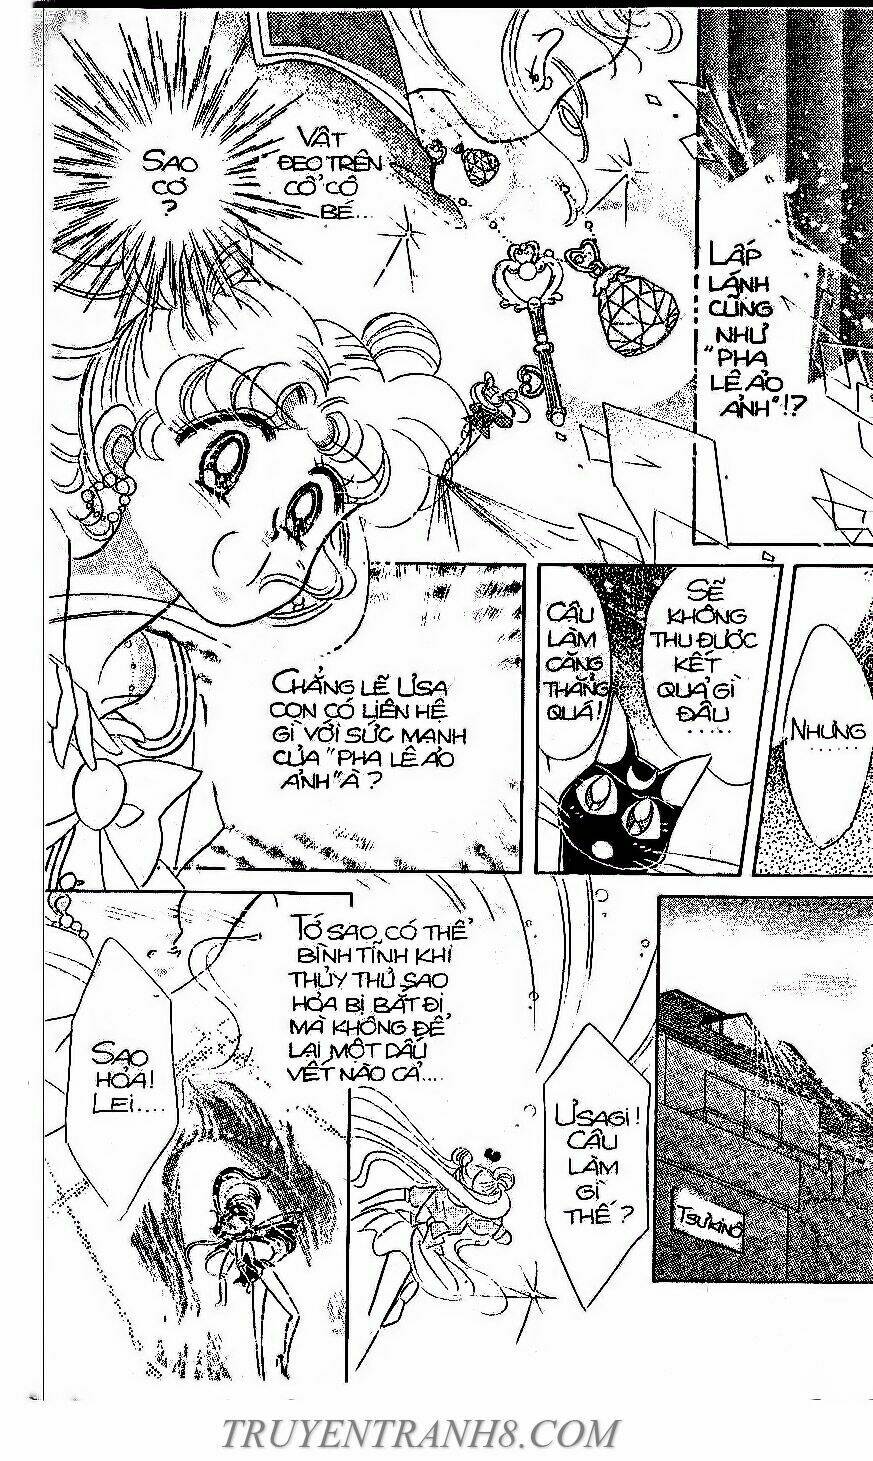 LẤP
LÁNH
CŨNG
NHƯ
"PHA
LÊ ẢO
ẢNH"!?
VẬT
ĐEO TRÊN
CỔ CÔ
BÉ...
SAO
CƠ
?
NHƯNG
......
SẼ
KHÔNG
THU ĐƯỢC
KẾT
QUẢ GÌ
ĐÂU
.....
CẬU
LÀM
CĂNG
THẲNG
QUÁ!
CHẲNG LẼ USA
CON CÓ LIÊN HỆ
GÌ VỚI SỨC MẠNH
CỦA "PHA LÊ ẢO
ẢNH" À ?
TSUKINÔ
USAGI!
CẬU
LÀM
GÌ
THẾ?
TỚ SAO CÓ THỂ
BÌNH TĨNH KHI
THỦY THỦ SAO
HỎA BỊ BẮT ĐI,
MÀ KHÔNG ĐỂ
LẠI MỘT DẤU
VẾT NÀO CẢ....
SAO
HỎA!
LEI....
TRUYENTRANH8.COM